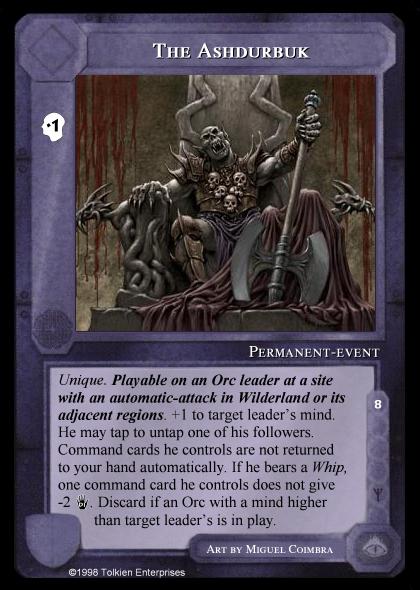 The Ashdurbuk
•1
Permanent-event
Unique. Playable on an Orc leader at a site
with an automatic-attack in Wilderland or its
adjacent regions. +1 to target leader's mind.
He may tap to untap one of his followers.
Command cards he controls are not returned
to your hand automatically. If he bears a Whip,
one command card he controls does not give
-2 . Discard if an Orc with a mind higher
than target leader's is in play.
8
Art by Miguel Coimbra
©1998 Tolkien Enterprises